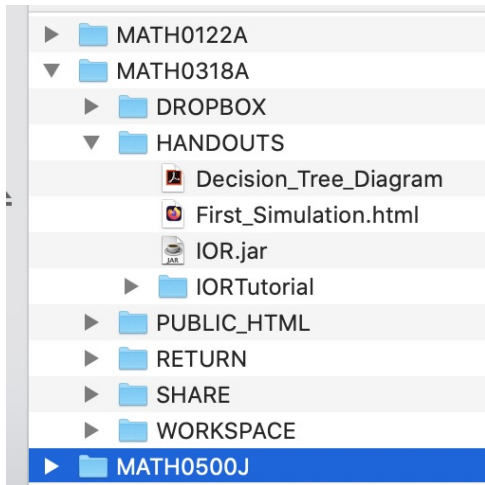 MATH0122A
MATH0318A
DROPBOX
HANDOUTS
Decision_Tree_Diagram
First_Simulation.html
IOR.jar
IORTutorial
PUBLIC_HTML
RETURN
SHARE
WORKSPACE
MATH0500J